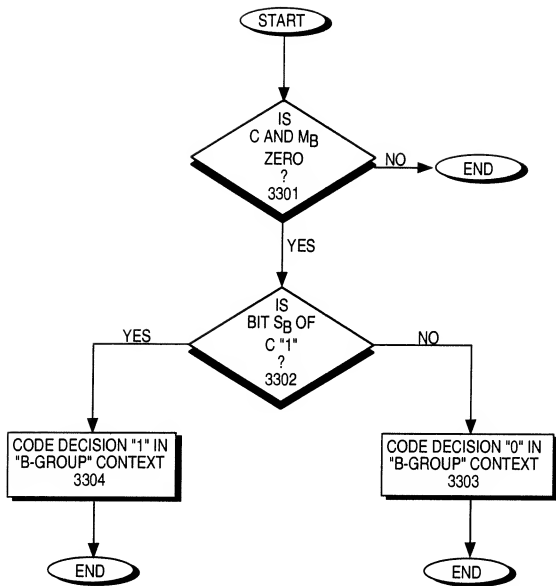 START
IS
C AND MB
ZERO
?
3301
NO
END
YES
IS
BIT SB OF
C "1"
?
3302
YES
NO
CODE DECISION "1" IN
"B-GROUP" CONTEXT
3304
CODE DECISION "0" IN
"B-GROUP" CONTEXT
3303
END
END